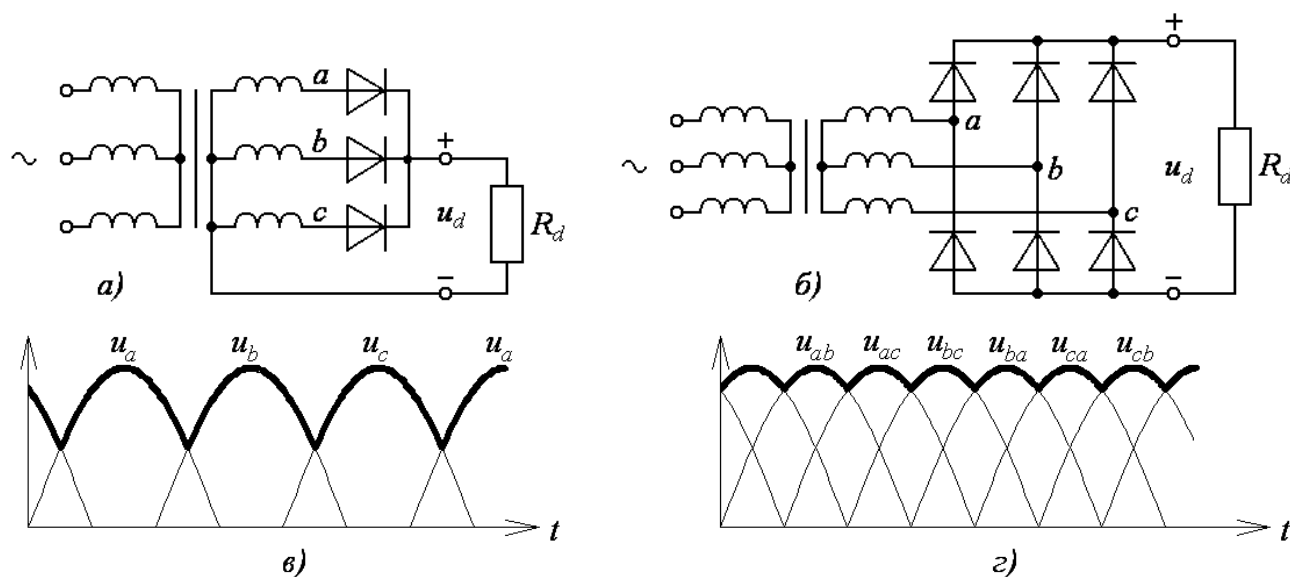 a
b
c
+
−
u_d
R_d
~
а)
a
b
c
+
−
u_d
R_d
~
б)
u_a u_b u_c u_a
t
в)
u_ab u_ac u_bc u_ba u_ca u_cb
t
г)